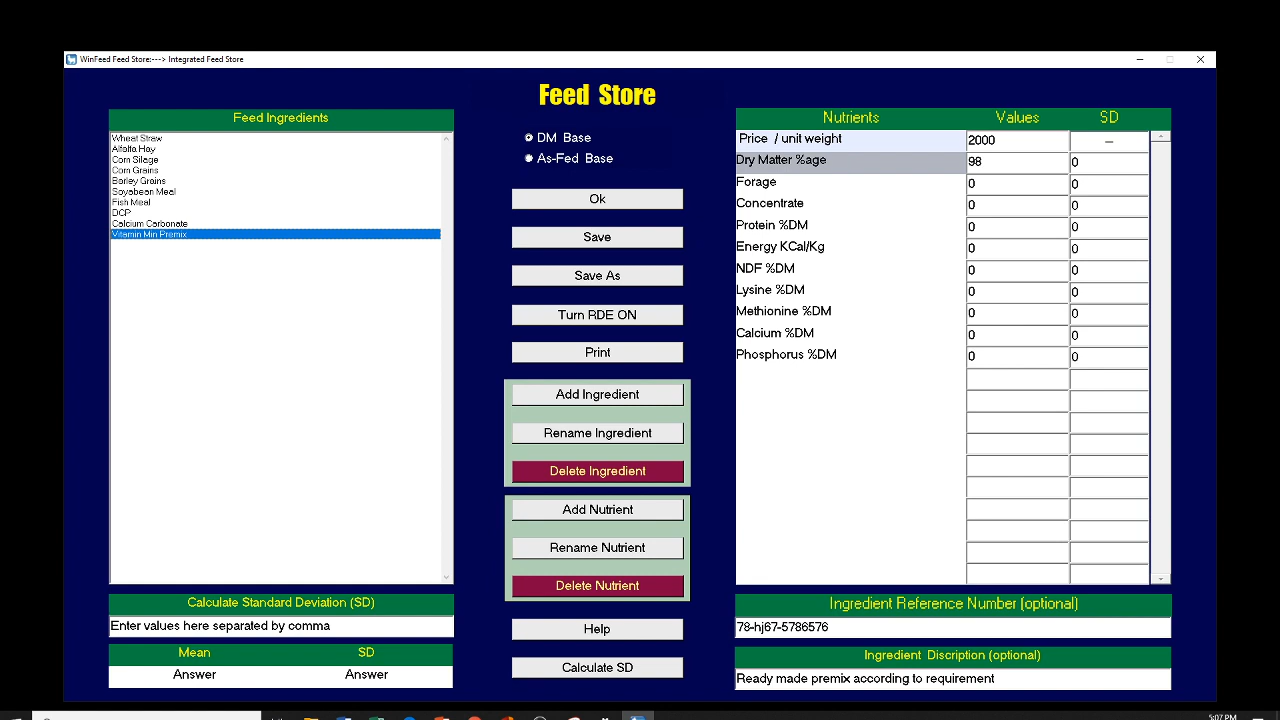 WinFeed Feed Store:---> Integrated Feed Store
Feed Store
Feed Ingredients
Wheat Straw
Alfalfa Hay
Corn Silage
Corn Grains
Barley Grains
Soyabean Meal
Fish Meal
DCP
Calcium Carbonate
Vitamin Min Premix
Calculate Standard Deviation (SD)
Enter values here separated by comma
Mean SD
Answer Answer
DM Base
As-Fed Base
Ok
Save
Save As
Turn RDE ON
Print
Add Ingredient
Rename Ingredient
Delete Ingredient
Add Nutrient
Rename Nutrient
Delete Nutrient
Help
Calculate SD
Nutrients Values SD
Price / unit weight 2000 –
Dry Matter %age 98 0
Forage 0 0
Concentrate 0 0
Protein %DM 0 0
Energy KCal/Kg 0 0
NDF %DM 0 0
Lysine %DM 0 0
Methionine %DM 0 0
Calcium %DM 0 0
Phosphorus %DM 0 0
Ingredient Reference Number (optional)
78-hj67-5786576
Ingredient Discription (optional)
Ready made premix according to requirement
5:07 PM